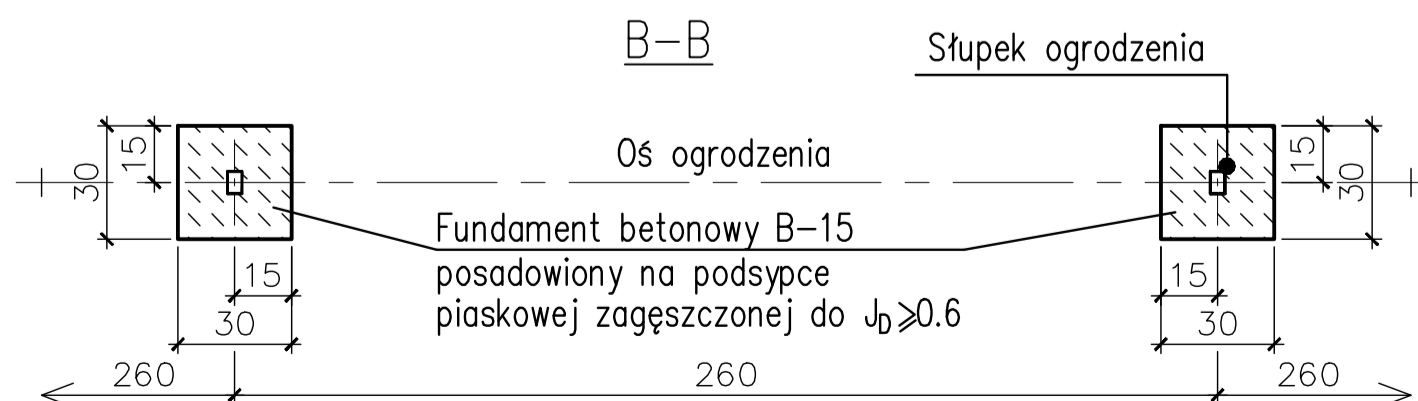 B-B
Słupek ogrodzenia
30
15
Oś ogrodzenia
15
30
Fundament betonowy B-15
posadowiony na podsypce
piaskowej zagęszczonej do J_D⩾0.6
15
30
15
30
260
260
260